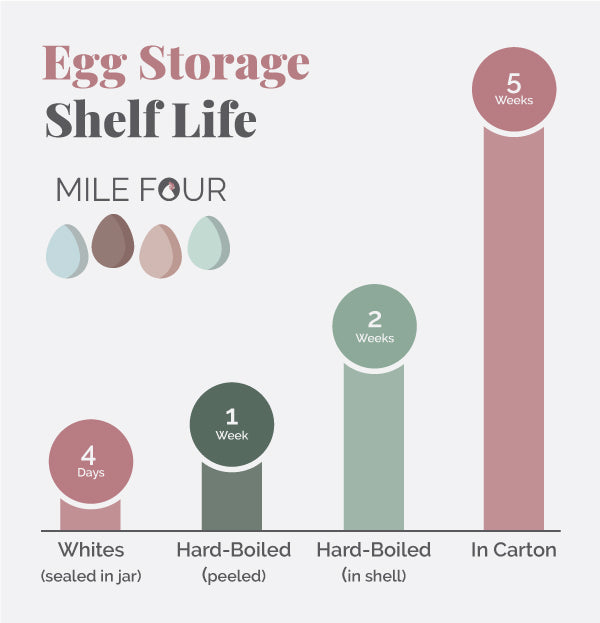 Egg Storage
Shelf Life
MILE FOUR
5
Weeks
2
Weeks
1
Week
4
Days
Whites
(sealed in jar)
Hard-Boiled
(peeled)
Hard-Boiled
(in shell)
In Carton